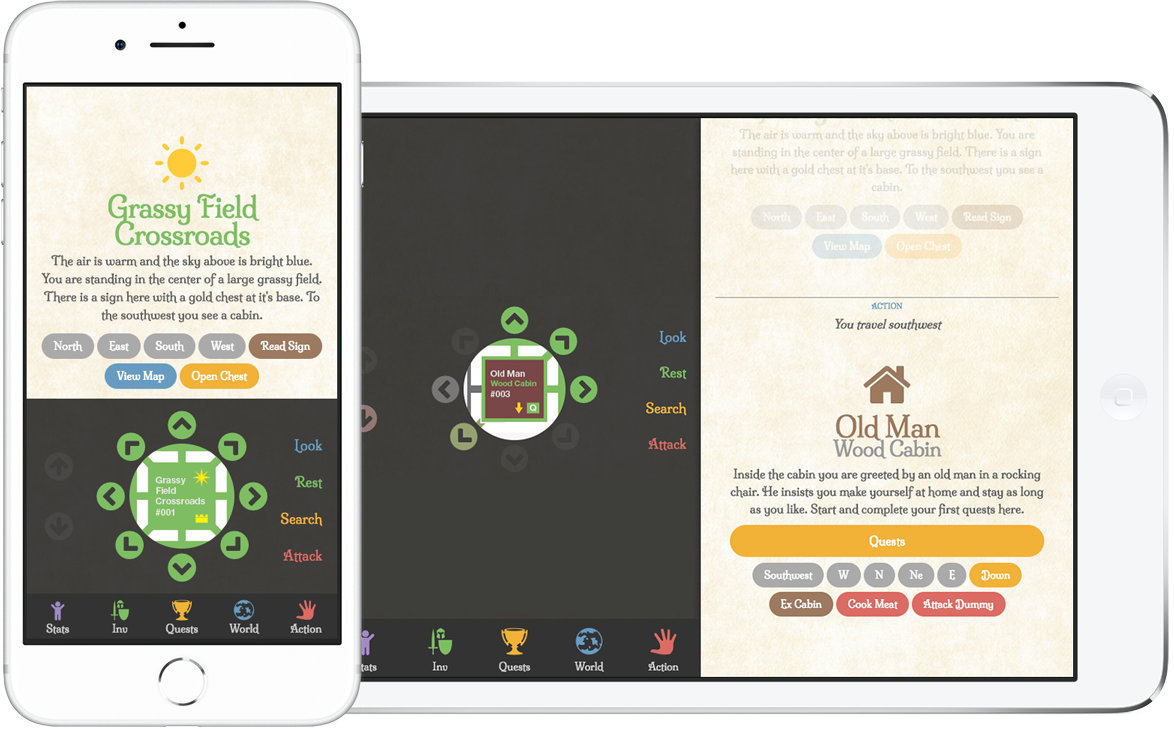 Grassy Field
Crossroads
The air is warm and the sky above is bright blue.
You are standing in the center of a large grassy field.
There is a sign here with a gold chest at it's base. To
the southwest you see a cabin.
North East South West Read Sign
View Map Open Chest
Grassy
Field
Crossroads
#001
Look
Rest
Search
Attack
Stats Inv Quests World Action
Old Man
Wood Cabin
#003
Q
Look
Rest
Search
Attack
tats Inv Quests World Action
The air is warm and the sky above is bright blue. You are
standing in the center of a large grassy field. There is a sign
here with a gold chest at it's base. To the southwest you see a
cabin.
North East South West Read Sign
View Map Open Chest
ACTION
You travel southwest
Old Man
Wood Cabin
Inside the cabin you are greeted by an old man in a rocking
chair. He insists you make yourself at home and stay as long
as you like. Start and complete your first quests here.
Quests
Southwest W N Ne E Down
Ex Cabin Cook Meat Attack Dummy